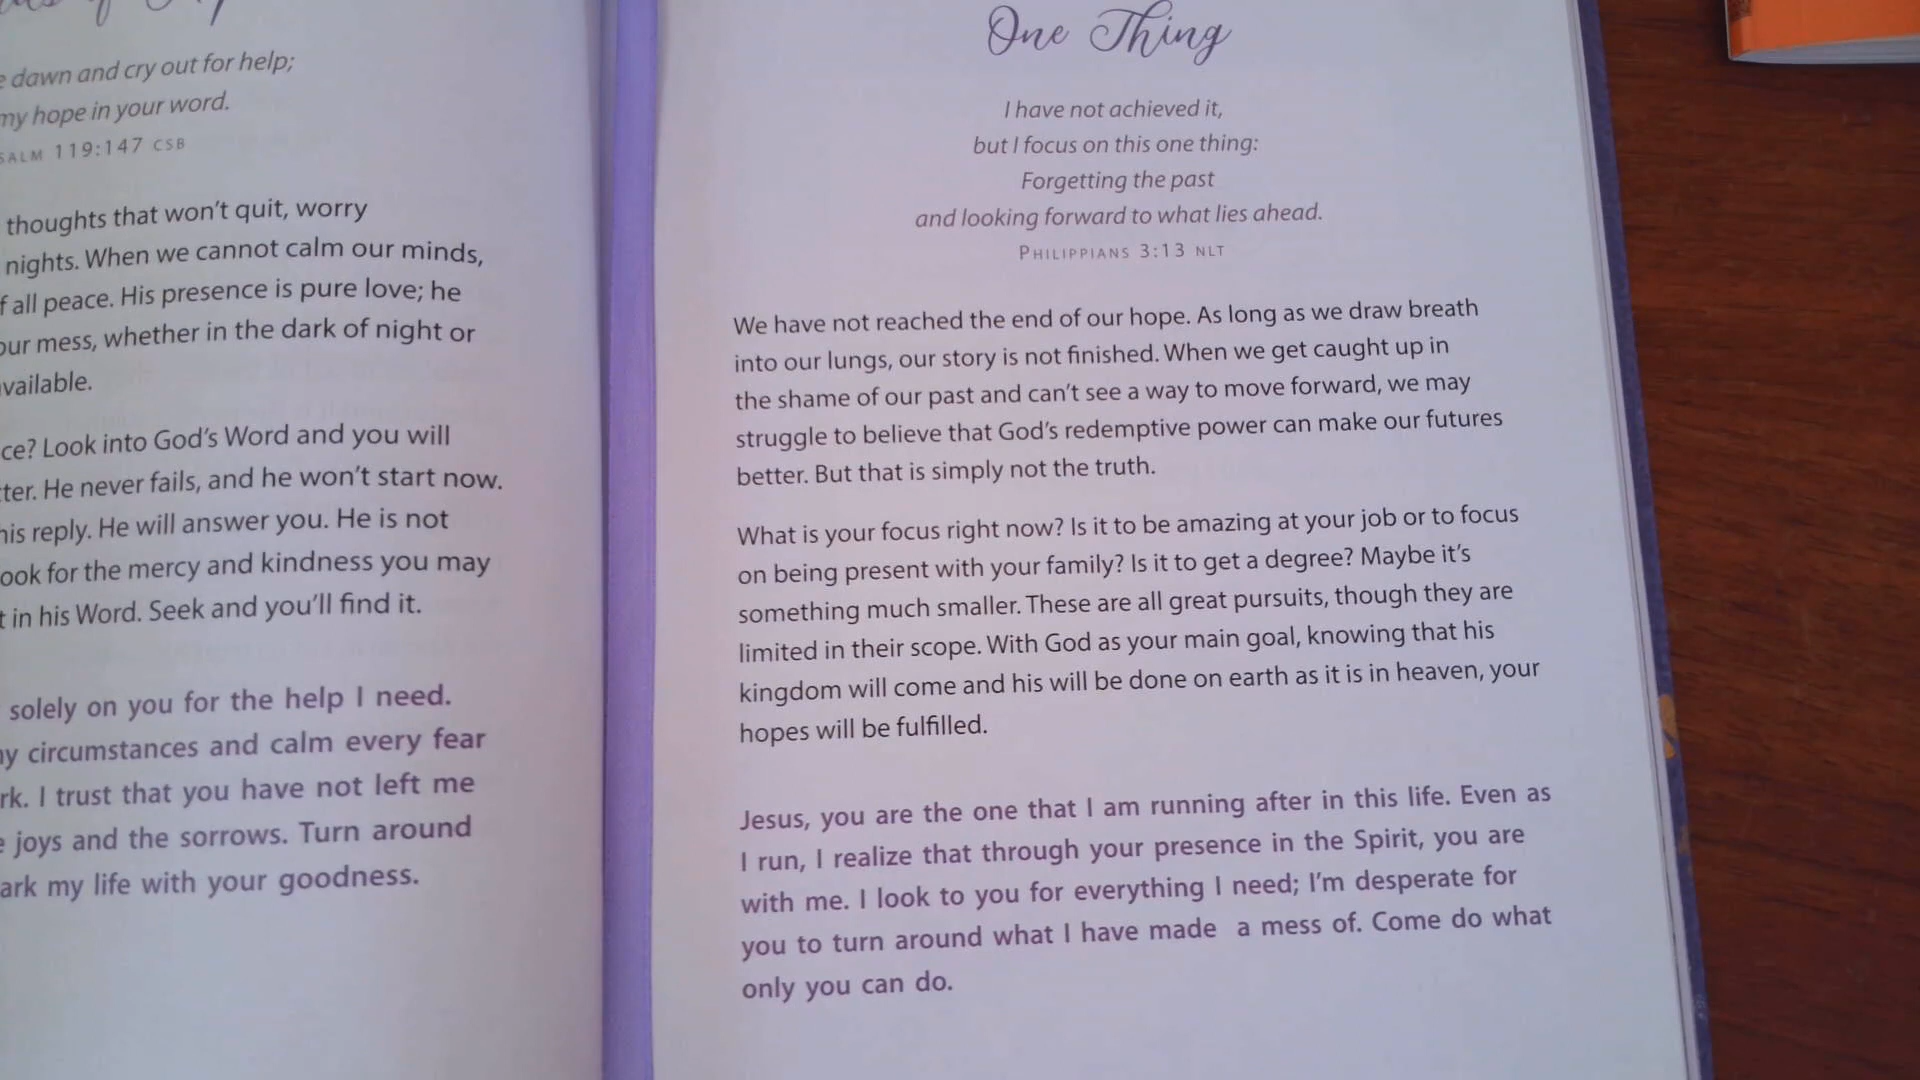 e dawn and cry out for help;
my hope in your word.
SALM 119:147 CSB
thoughts that won't quit, worry
nights. When we cannot calm our minds,
f all peace. His presence is pure love; he
our mess, whether in the dark of night or
vailable.
ce? Look into God's Word and you will
tter. He never fails, and he won't start now.
his reply. He will answer you. He is not
ook for the mercy and kindness you may
t in his Word. Seek and you'll find it.
solely on you for the help I need.
my circumstances and calm every fear
rk. I trust that you have not left me
e joys and the sorrows. Turn around
ark my life with your goodness.
One Thing
I have not achieved it,
but I focus on this one thing:
Forgetting the past
and looking forward to what lies ahead.
PHILIPPIANS 3:13 NLT
We have not reached the end of our hope. As long as we draw breath
into our lungs, our story is not finished. When we get caught up in
the shame of our past and can't see a way to move forward, we may
struggle to believe that God's redemptive power can make our futures
better. But that is simply not the truth.
What is your focus right now? Is it to be amazing at your job or to focus
on being present with your family? Is it to get a degree? Maybe it's
something much smaller. These are all great pursuits, though they are
limited in their scope. With God as your main goal, knowing that his
kingdom will come and his will be done on earth as it is in heaven, your
hopes will be fulfilled.
Jesus, you are the one that I am running after in this life. Even as
I run, I realize that through your presence in the Spirit, you are
with me. I look to you for everything I need; I'm desperate for
you to turn around what I have made a mess of. Come do what
only you can do.